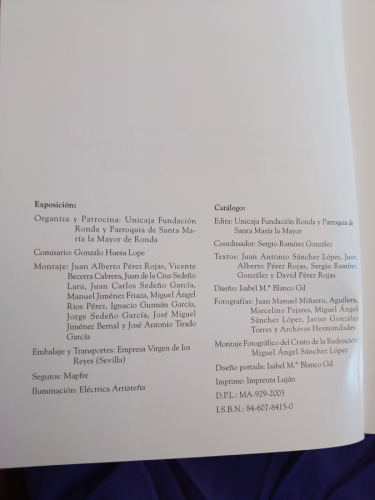 Exposición:
Organiza y Patrocina: Unicaja Fundación
Ronda y Parroquia de Santa Ma-
ría la Mayor de Ronda
Comisario: Gonzalo Huesa Lope
Montaje: Juan Alberto Pérez Rojas, Vicente
Becerra Cabrera, Juan de la Cruz Sedeño
Lara, Juan Carlos Sedeño García,
Manuel Jiménez Friaza, Miguel Ángel
Rios Pérez, Ignacio Guzmán García,
Jorge Sedeño García, José Miguel
Jiménez Bernal y José Antonio Tirado
García
Embalaje y Transportes: Empresa Virgen de los
Reyes (Sevilla)
Seguros: Mapfre
Iluminación: Eléctrica Arriateña
Catálogo:
Edita: Unicaja Fundación Ronda y Parroquia de
Santa María la Mayor
Coordinador: Sergio Ramírez González
Textos: Juan Antonio Sánchez López, Juan
Alberto Pérez Rojas, Sergio Ramírez
González y David Pérez Rojas
Diseño: Isabel M.ª Blanco Gil
Fotografías: Juan Manuel Miñarro, Aguilera,
Marcelino Pajares, Miguel Ángel
Sánchez López, Javier González
Torres y Archivos Hermandades
Montaje Fotográfico del Cristo de la Redención:
Miguel Ángel Sánchez López
Diseño portada: Isabel M.ª Blanco Gil
Imprime: Imprenta Luján
D.P.L.: MA-929-2003
I.S.B.N.: 84-607-8415-0